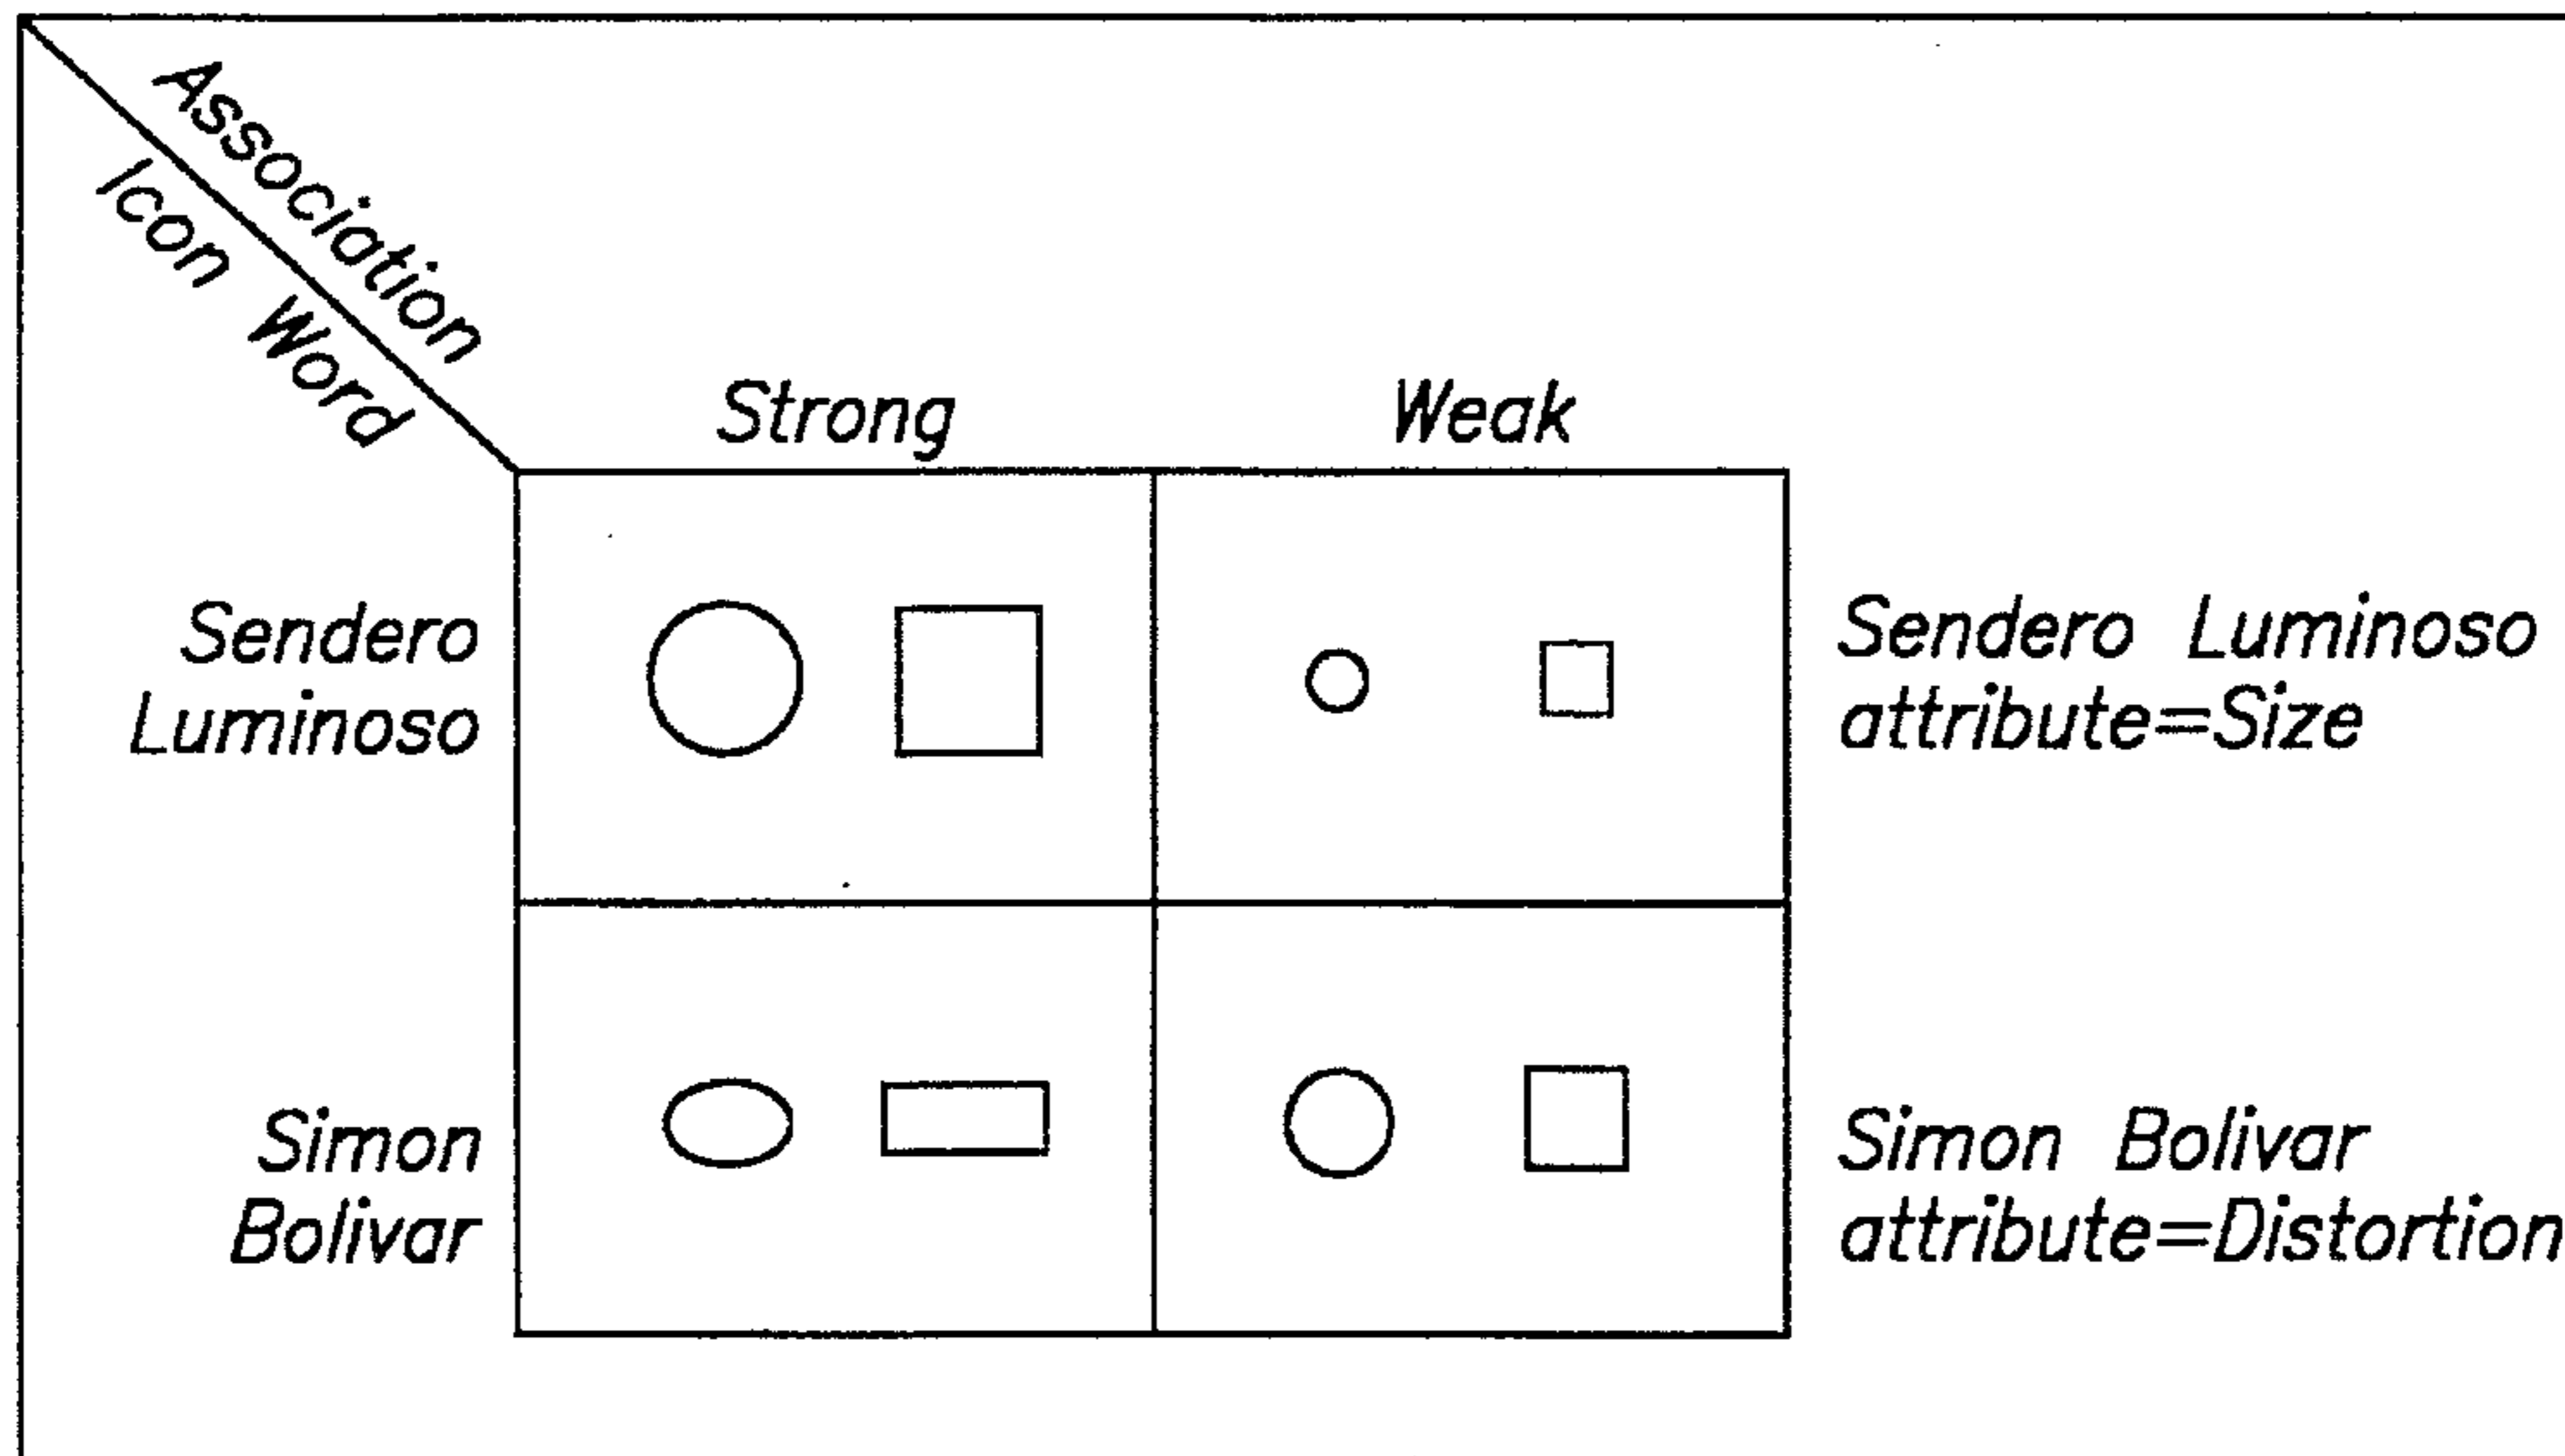 Association
Icon Word
Strong
Weak
Sendero
Luminoso
Sendero Luminoso
attribute=Size
Simon
Bolivar
Simon Bolivar
attribute=Distortion